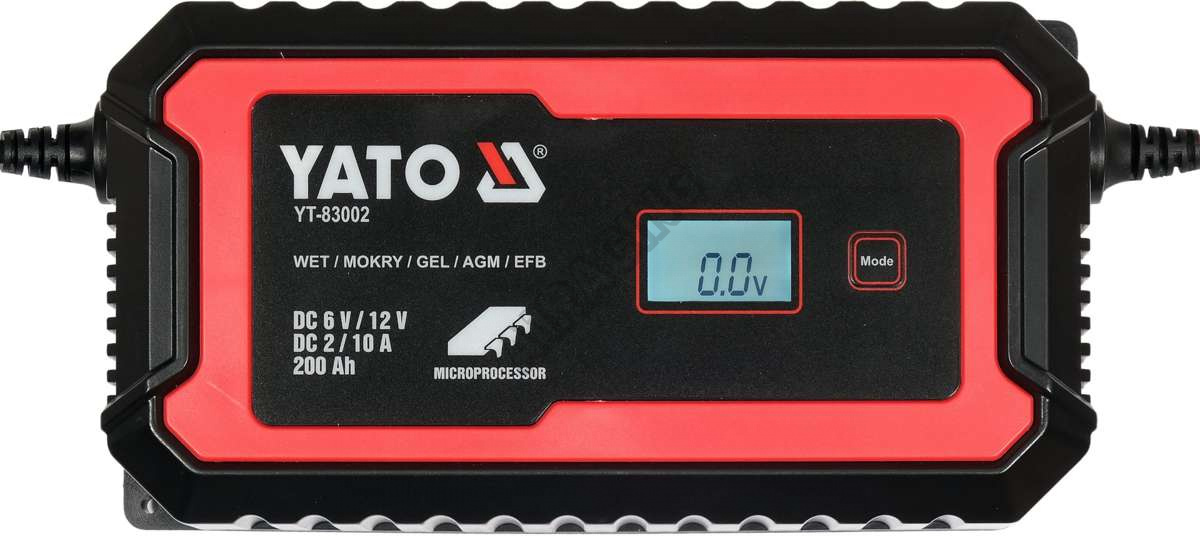 YATO ®
YT-83002
WET / MOKRY / GEL / AGM / EFB
DC 6 V / 12 V
DC 2 / 10 A
200 Ah
MICROPROCESSOR
0.0V
Mode